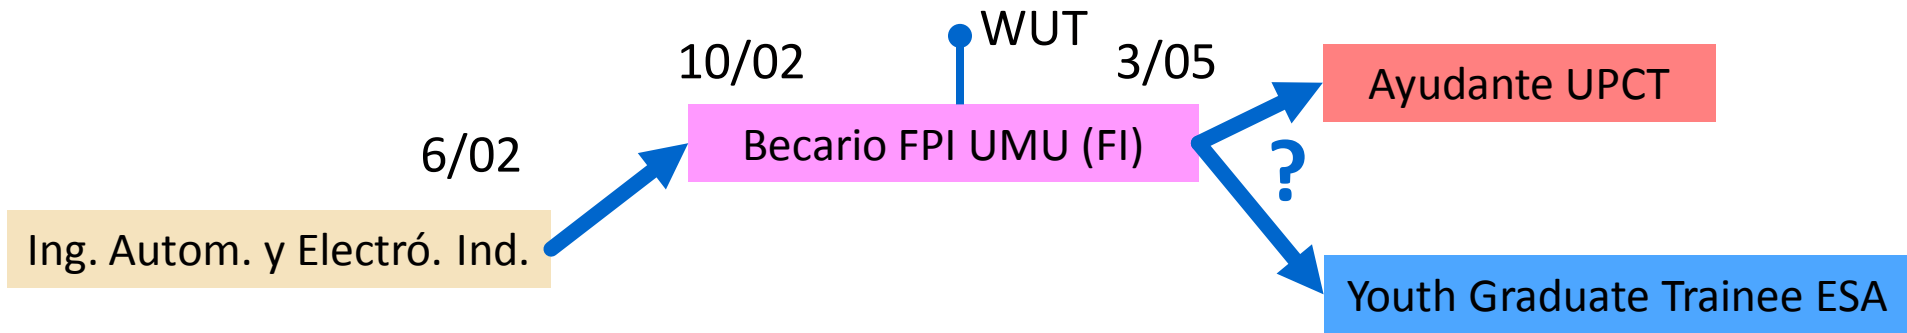 WUT
10/02
3/05
Ayudante UPCT
Becario FPI UMU (FI)
6/02
?
Ing. Autom. y Electró. Ind.
Youth Graduate Trainee ESA